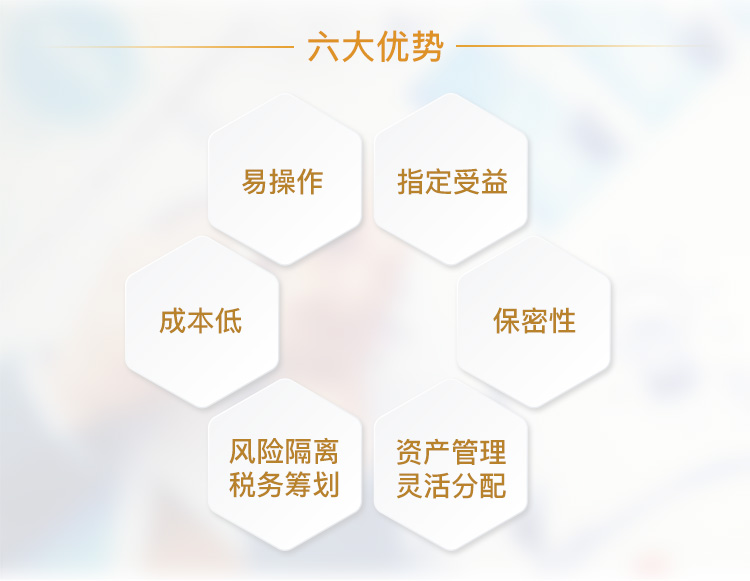 六大优势
易操作
指定受益
成本低
保密性
风险隔离
税务筹划
资产管理
灵活分配